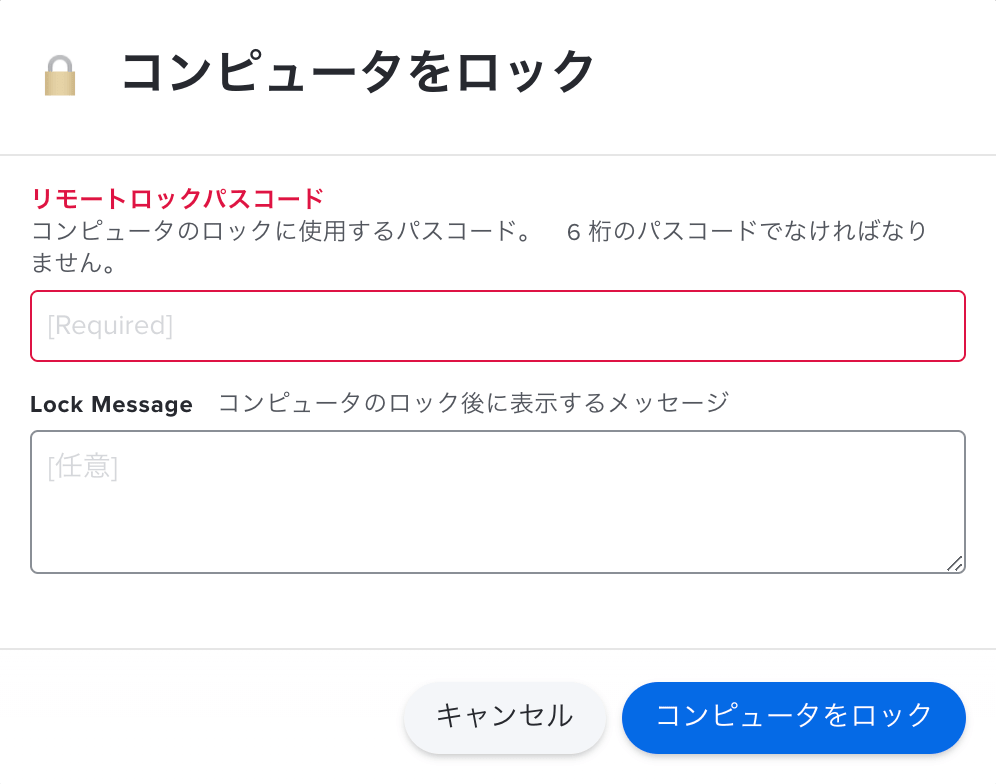 コンピュータをロック
リモートロックパスコード
コンピュータのロックに使用するパスコード。　6 桁のパスコードでなければなり
ません。
[Required]
Lock Message　コンピュータのロック後に表示するメッセージ
[任意]
キャンセル　コンピュータをロック